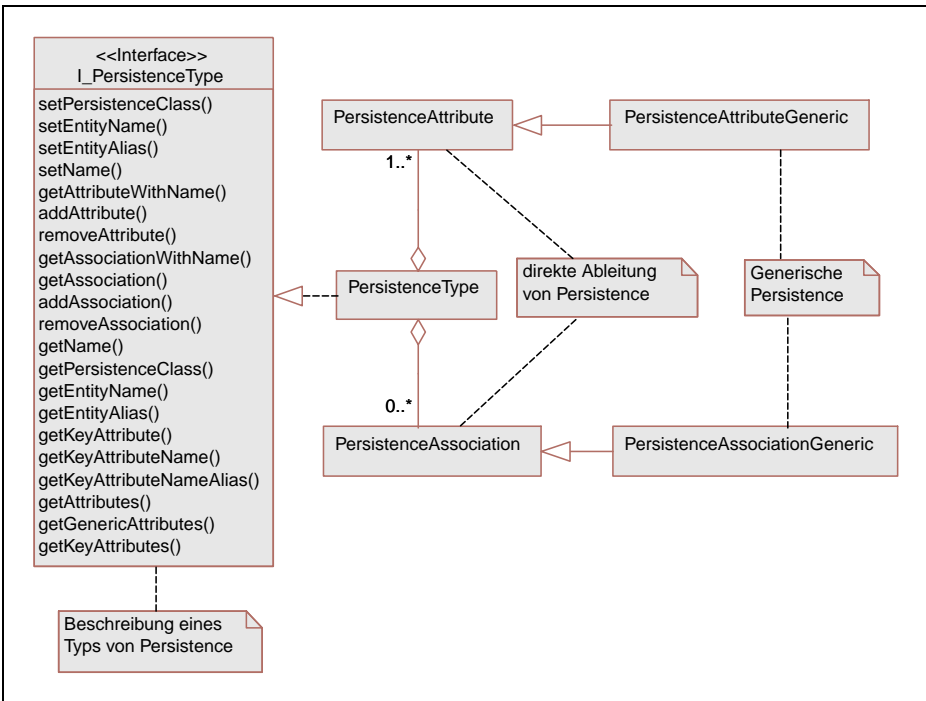 <<Interface>>
I_PersistenceType
setPersistenceClass()
setEntityName()
setEntityAlias()
setName()
getAttributeWithName()
addAttribute()
removeAttribute()
getAssociationWithName()
getAssociation()
addAssociation()
removeAssociation()
getName()
getPersistenceClass()
getEntityName()
getEntityAlias()
getKeyAttribute()
getKeyAttributeName()
getKeyAttributeNameAlias()
getAttributes()
getGenericAttributes()
getKeyAttributes()
Beschreibung eines
Typs von Persistence
PersistenceAttribute
1..*
PersistenceType
0..*
PersistenceAssociation
direkte Ableitung
von Persistence
PersistenceAttributeGeneric
Generische
Persistence
PersistenceAssociationGeneric